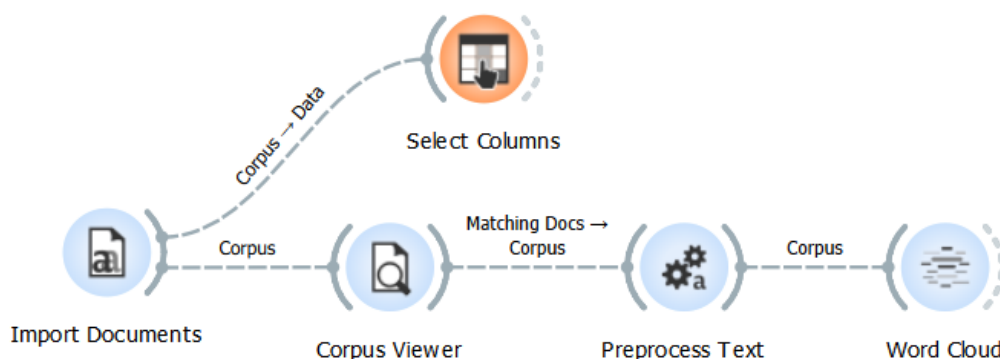 Select Columns
Corpus → Data
Matching Docs →
Corpus
Corpus
Corpus
a
a
a
Import Documents
Corpus Viewer
Preprocess Text
Word Cloud